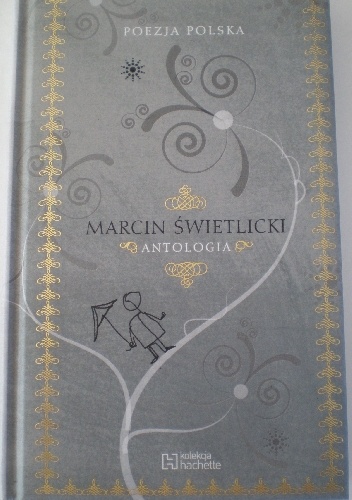 POEZJA POLSKA
MARCIN ŚWIETLICKI
ANTOLOGIA
kolekcja
hachette